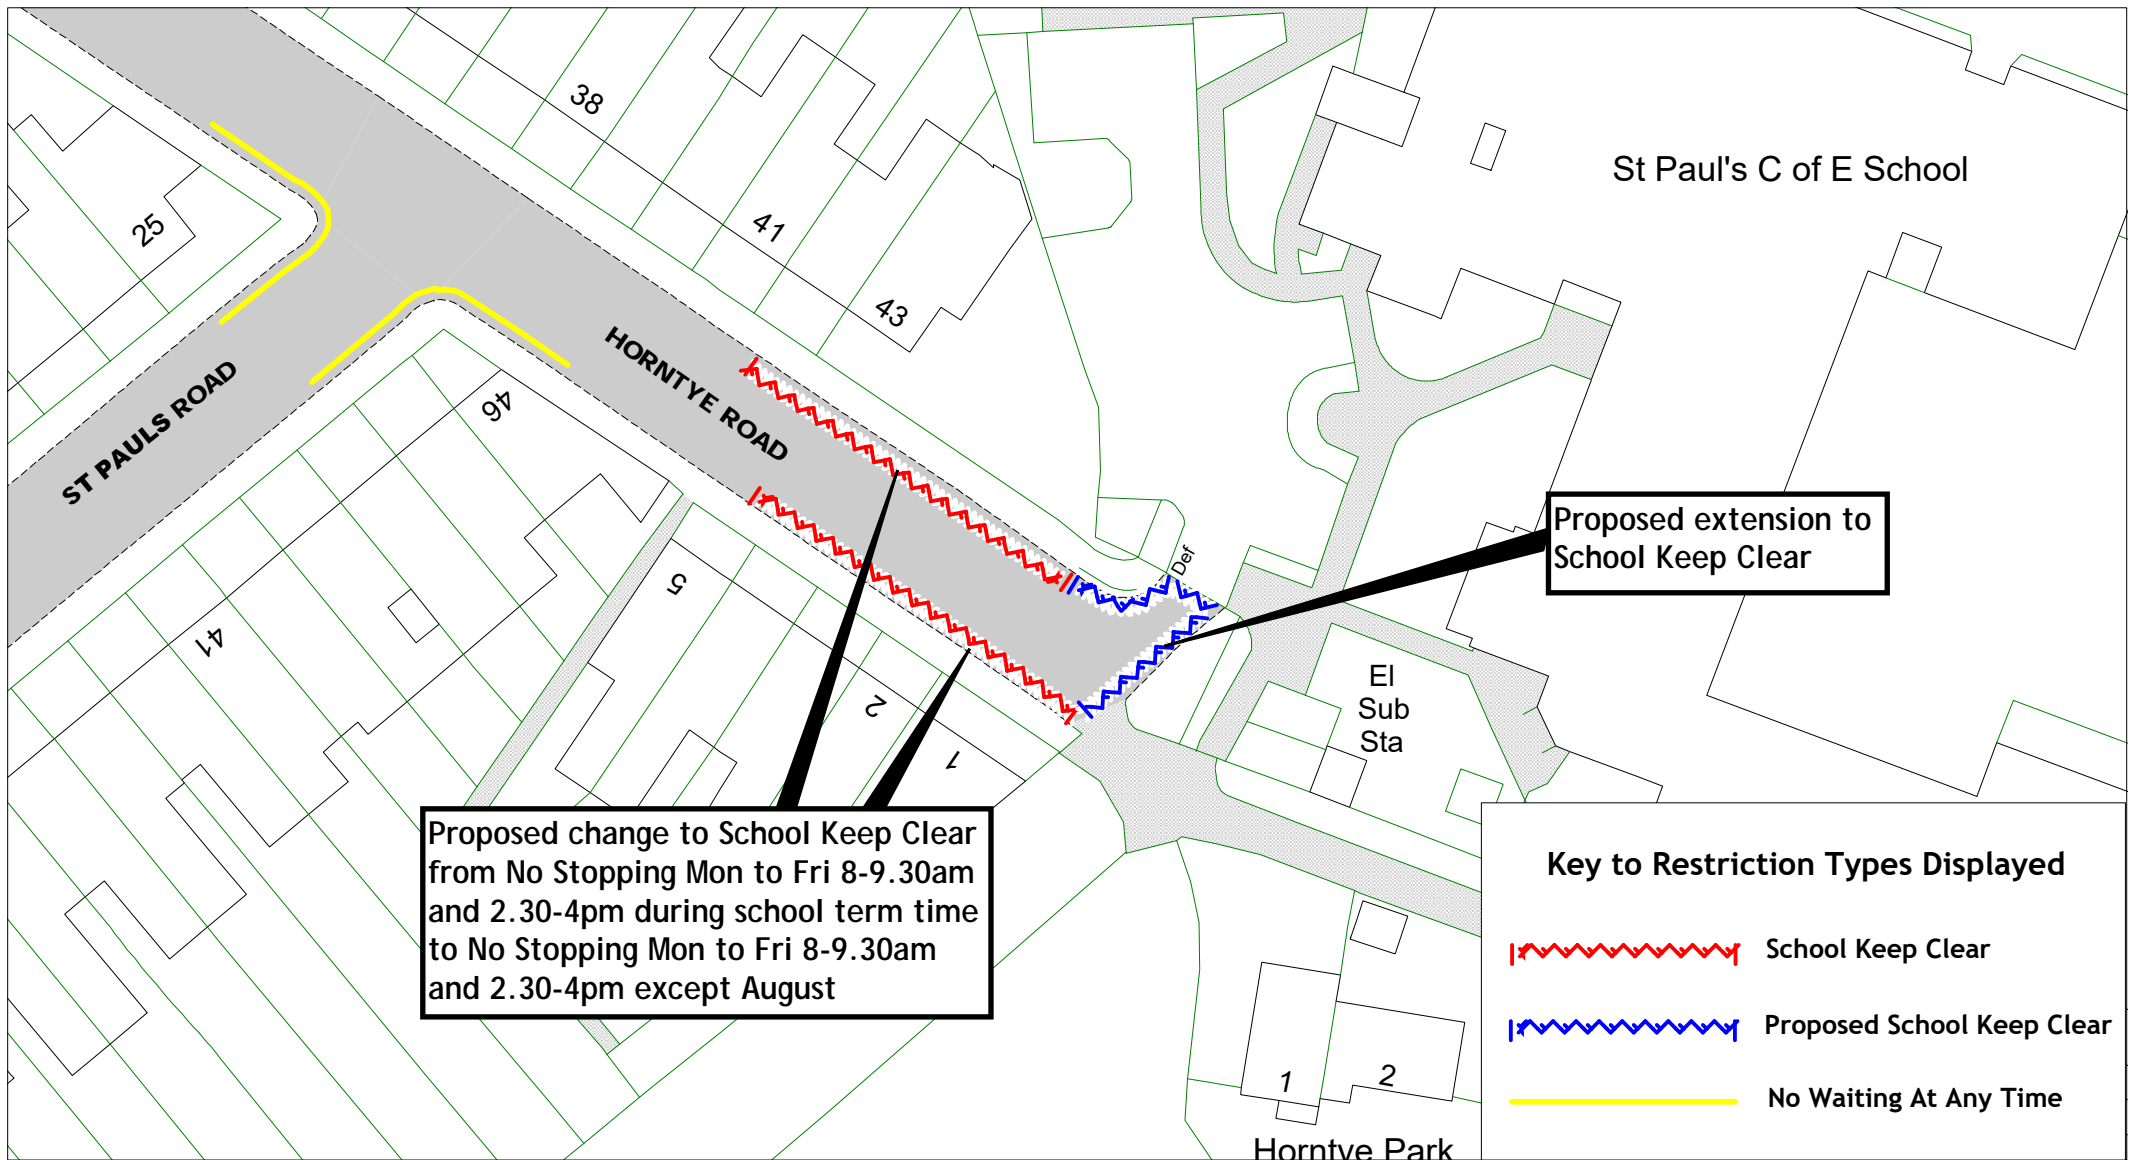 38
St Paul's C of E School
25
41
43
HORNTYE ROAD
ST PAULS ROAD
46
Proposed extension to
School Keep Clear
Def
5
41
El
Sub
Sta
2
1
Proposed change to School Keep Clear
from No Stopping Mon to Fri 8-9.30am
and 2.30-4pm during school term time
to No Stopping Mon to Fri 8-9.30am
and 2.30-4pm except August
Key to Restriction Types Displayed
School Keep Clear
Proposed School Keep Clear
No Waiting At Any Time
1
2
Horntye Park